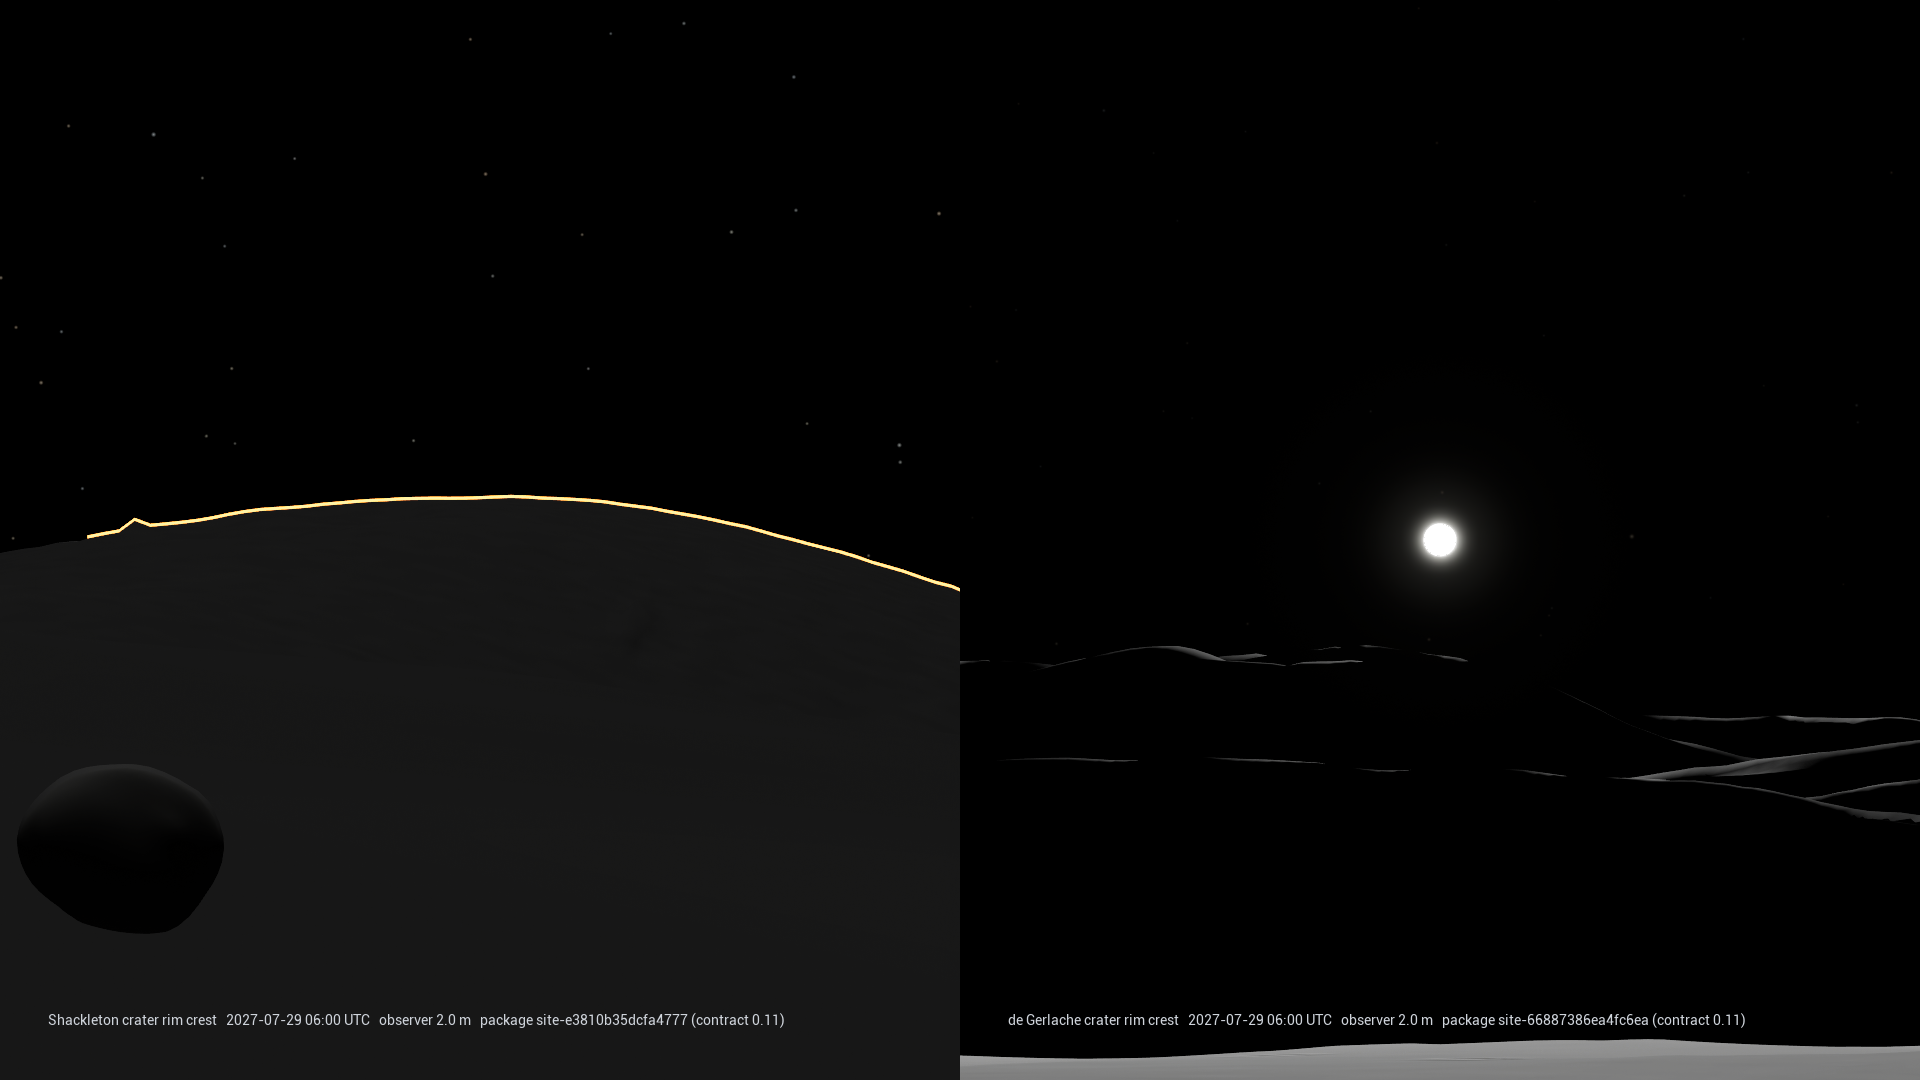 Shackleton crater rim crest 2027-07-29 06:00 UTC observer 2.0 m package site-e3810b35dcfa4777 (contract 0.11)
de Gerlache crater rim crest 2027-07-29 06:00 UTC observer 2.0 m package site-66887386ea4fc6ea (contract 0.11)